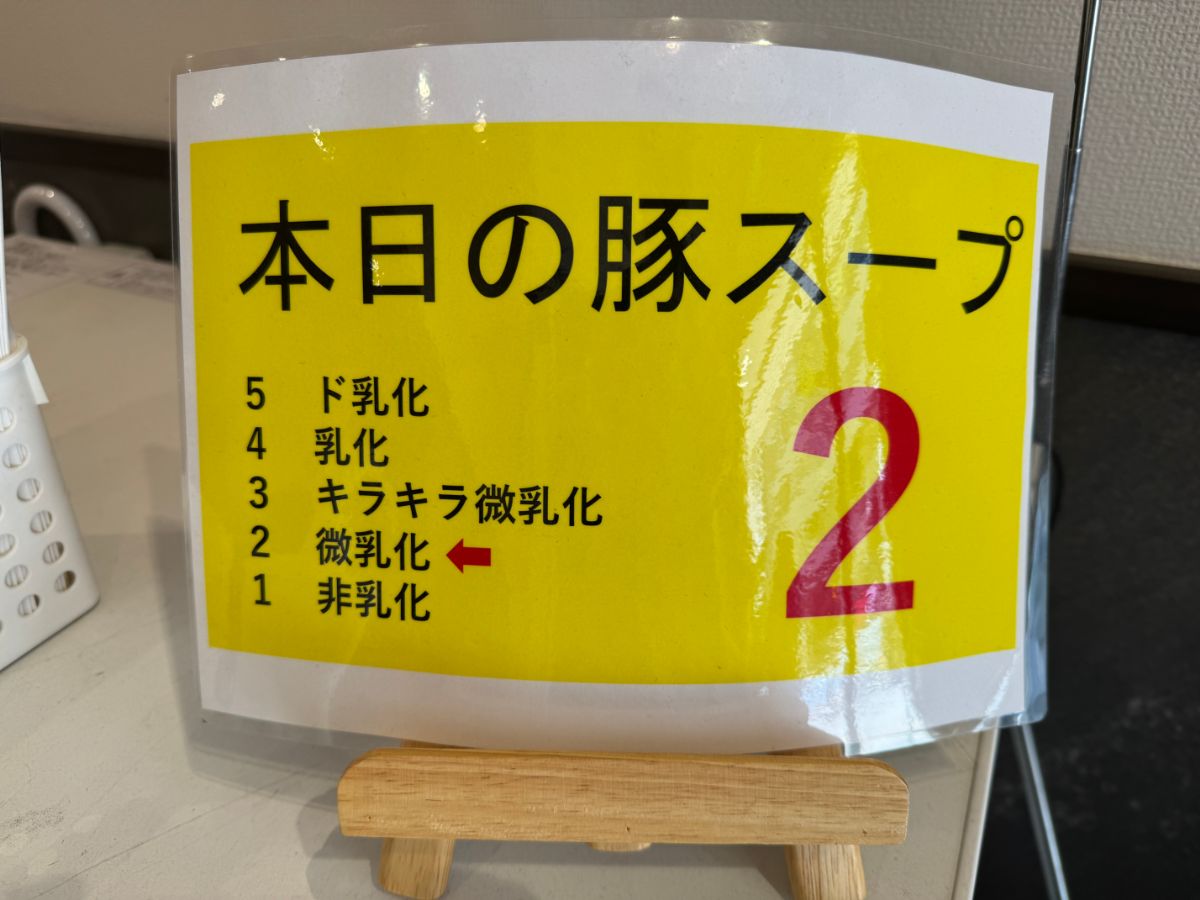 本日の豚スープ
5 ド乳化
4 乳化
3 キラキラ微乳化
2 微乳化 ←
1 非乳化
2